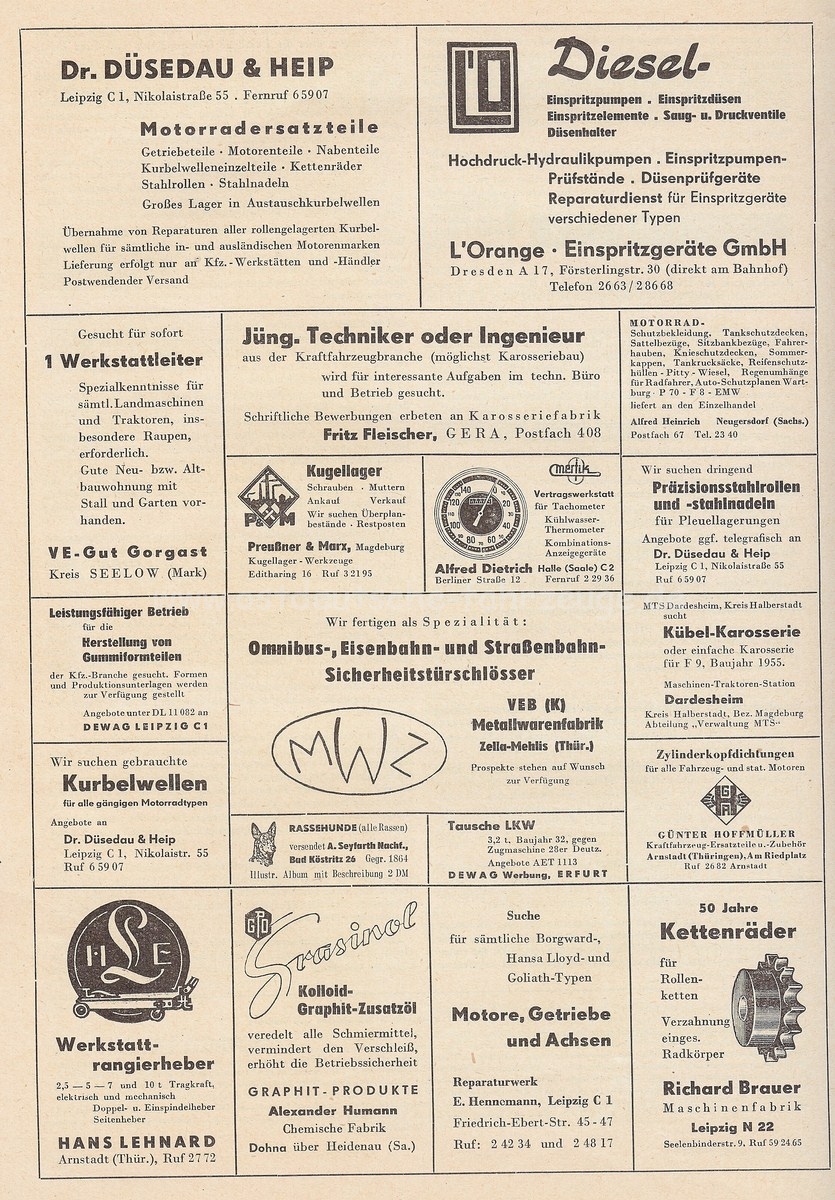 Dr. DÜSEDAU & HEIP
Leipzig C 1, Nikolaistraße 55 . Fernruf 6 59 07
Motorradersatzteile
Getriebeteile · Motorenteile · Nabenteile
Kurbelwelleneinzelteile · Kettenräder
Stahlrollen · Stahlnadeln
Großes Lager in Austauschkurbelwellen
Übernahme von Reparaturen aller rollengelagerten Kurbel-
wellen für sämtliche in- und ausländischen Motorenmarken
Lieferung erfolgt nur an Kfz.-Werkstätten und -Händler
Postwendender Versand
L'O
Diesel-
Einspritzpumpen . Einspritzdüsen
Einspritzelemente . Saug- u. Druckventile
Düsenhalter
Hochdruck-Hydraulikpumpen . Einspritzpumpen-
Prüfstände . Düsenprüfgeräte
Reparaturdienst für Einspritzgeräte
verschiedener Typen
L'Orange · Einspritzgeräte GmbH
Dresden A 17, Försterlingstr. 30 (direkt am Bahnhof)
Telefon 26 63 / 2 86 68
Gesucht für sofort
1 Werkstattleiter
Spezialkenntnisse für
sämtl. Landmaschinen
und Traktoren, ins-
besondere Raupen,
erforderlich.
Gute Neu- bzw. Alt-
bauwohnung mit
Stall und Garten vor-
handen.
VE-Gut Gorgast
Kreis SEELOW (Mark)
Jüng. Techniker oder Ingenieur
aus der Kraftfahrzeugbranche (möglichst Karosseriebau)
wird für interessante Aufgaben im techn. Büro
und Betrieb gesucht.
Schriftliche Bewerbungen erbeten an Karosseriefabrik
Fritz Fleischer, GERA, Postfach 408
MOTORRAD-
Schutzbekleidung, Tankschutzdecken,
Sattelbezüge, Sitzbankbezüge, Fahrer-
hauben, Knieschutzdecken, Sommer-
kappen, Tankrucksäcke, Reifenschutz-
hüllen - Pitty - Wiesel, Regenumhänge
für Radfahrer, Auto-Schutzplanen Wart-
burg · P 70 - F 8 - EMW
liefert an den Einzelhandel
Alfred Heinrich Neugersdorf (Sachs.)
Postfach 67 Tel. 23 40
P & M
Kugellager
Schrauben · Muttern
Ankauf Verkauf
Wir suchen Überplan-
bestände · Restposten
Preußner & Marx, Magdeburg
Kugellager - Werkzeuge
Editharing 16 Ruf 3 21 95
merfik
Vertragswerkstatt
für Tachometer
Kühlwasser-
Thermometer
Kombinations-
Anzeigegeräte
Alfred Dietrich Halle (Saale) C 2
Berliner Straße 12 Fernruf 2 29 36
Wir suchen dringend
Präzisionsstahlrollen
und -stahlnadeln
für Pleuellagerungen
Angebote ggf. telegrafisch an
Dr. Düsedau & Heip
Leipzig C 1, Nikolaistraße 55
Ruf 6 59 07
Leistungsfähiger Betrieb
für die
Herstellung von
Gummiformteilen
der Kfz.-Branche gesucht. Formen
und Produktionsunterlagen werden
zur Verfügung gestellt
Angebote unter DL 11 082 an
DEWAG LEIPZIG C 1
Wir fertigen als Spezialität:
Omnibus-, Eisenbahn- und Straßenbahn-
Sicherheitstürschlösser
MWZ
VEB (K)
Metallwarenfabrik
Zella-Mehlis (Thür.)
Prospekte stehen auf Wunsch
zur Verfügung
MTS Dardesheim, Kreis Halberstadt
sucht
Kübel-Karosserie
oder einfache Karosserie
für F 9, Baujahr 1955.
Maschinen-Traktoren-Station
Dardesheim
Kreis Halberstadt, Bez. Magdeburg
Abteilung „Verwaltung MTS“
Wir suchen gebrauchte
Kurbelwellen
für alle gängigen Motorradtypen
Angebote an
Dr. Düsedau & Heip
Leipzig C 1, Nikolaistr. 55
Ruf 6 59 07
RASSEHUNDE (alle Rassen)
versendet A. Seyfarth Nachf.,
Bad Köstritz 26 Gegr. 1864
Illustr. Album mit Beschreibung 2 DM
Tausche LKW
3,2 t, Baujahr 32, gegen
Zugmaschine 28er Deutz.
Angebote AET 1113
DEWAG Werbung, ERFURT
Zylinderkopfdichtungen
für alle Fahrzeug- und stat. Motoren
GHA
GÜNTER HOFFMÜLLER
Kraftfahrzeug-Ersatzteile u.-Zubehör
Arnstadt (Thüringen), Am Riedplatz
Ruf 26 82 Arnstadt
HLE
Werkstatt-
rangierheber
2,5 — 5 — 7 und 10 t Tragkraft,
elektrisch und mechanisch
Doppel- u. Einspindelheber
Seitenheber
HANS LEHNARD
Arnstadt (Thür.), Ruf 27 72
GPD
Grasinol
Kolloid-
Graphit-Zusatzöl
veredelt alle Schmiermittel,
vermindert den Verschleiß,
erhöht die Betriebssicherheit
GRAPHIT-PRODUKTE
Alexander Humann
Chemische Fabrik
Dohna über Heidenau (Sa.)
Suche
für sämtliche Borgward-,
Hansa Lloyd- und
Goliath-Typen
Motore, Getriebe
und Achsen
Reparaturwerk
E. Hennemann, Leipzig C 1
Friedrich-Ebert-Str. 45 - 47
Ruf: 2 42 34 und 2 48 17
50 Jahre
Kettenräder
für
Rollen-
ketten
Verzahnung
einges.
Radkörper
Richard Brauer
Maschinenfabrik
Leipzig N 22
Seelenbinderstr. 9, Ruf 59 24 65